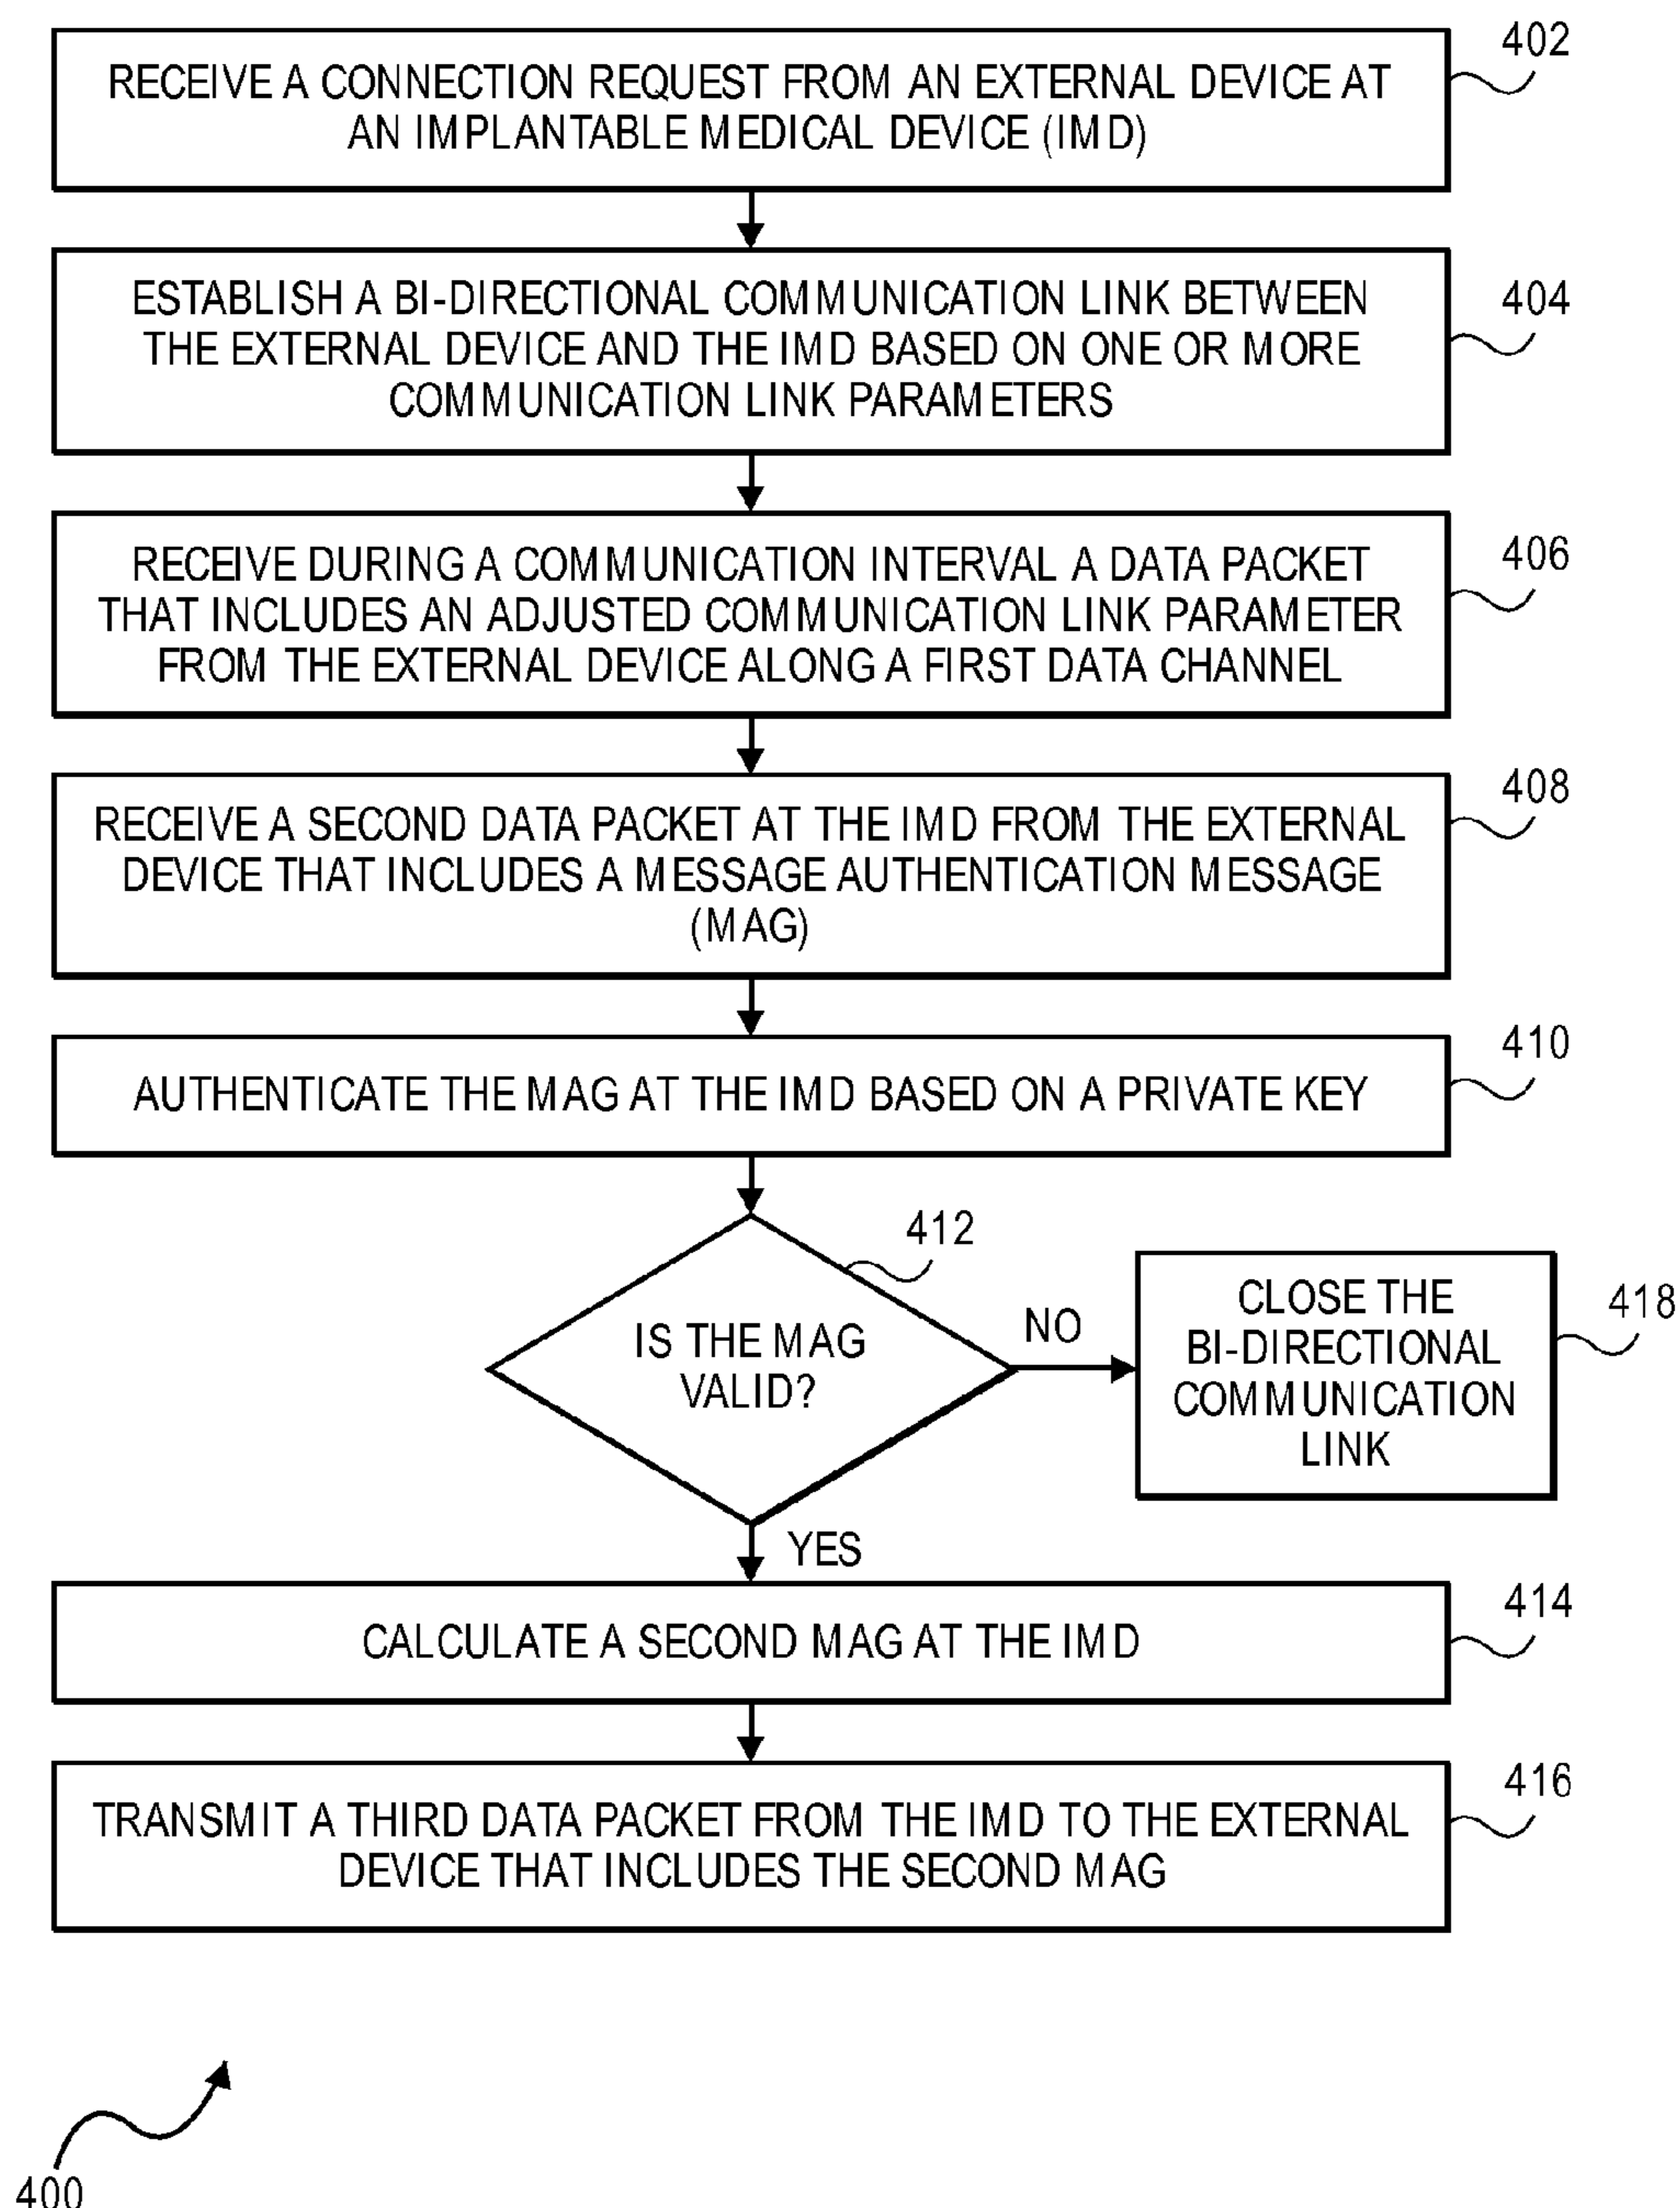 RECEIVE A CONNECTION REQUEST FROM AN EXTERNAL DEVICE AT
AN IMPLANTABLE MEDICAL DEVICE (IMD)
402
ESTABLISH A BI-DIRECTIONAL COMMUNICATION LINK BETWEEN
THE EXTERNAL DEVICE AND THE IMD BASED ON ONE OR MORE
COMMUNICATION LINK PARAMETERS
404
RECEIVE DURING A COMMUNICATION INTERVAL A DATA PACKET
THAT INCLUDES AN ADJUSTED COMMUNICATION LINK PARAMETER
FROM THE EXTERNAL DEVICE ALONG A FIRST DATA CHANNEL
406
RECEIVE A SECOND DATA PACKET AT THE IMD FROM THE EXTERNAL
DEVICE THAT INCLUDES A MESSAGE AUTHENTICATION MESSAGE
(MAG)
408
AUTHENTICATE THE MAG AT THE IMD BASED ON A PRIVATE KEY
410
IS THE MAG
VALID?
412
NO
CLOSE THE
BI-DIRECTIONAL
COMMUNICATION
LINK
418
YES
CALCULATE A SECOND MAG AT THE IMD
414
TRANSMIT A THIRD DATA PACKET FROM THE IMD TO THE EXTERNAL
DEVICE THAT INCLUDES THE SECOND MAG
416
400